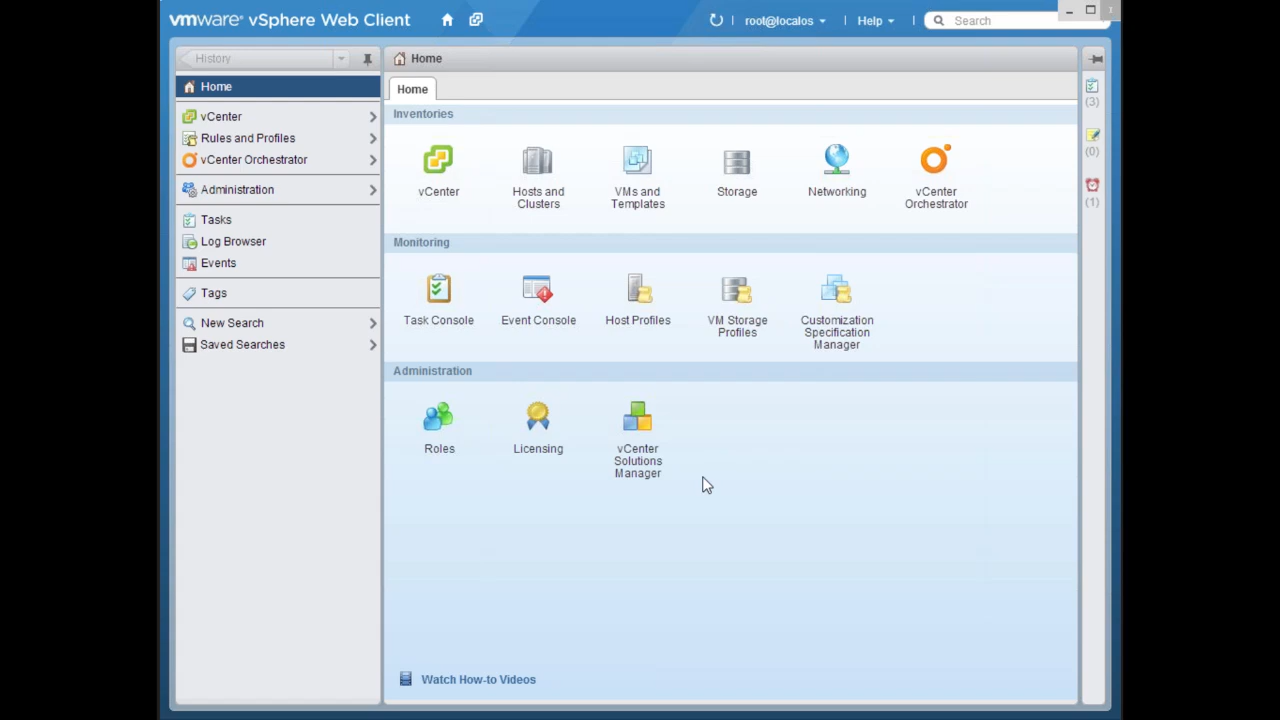 vmware® vSphere Web Client
root@localos
Help
Search
History
Home
vCenter
Rules and Profiles
vCenter Orchestrator
Administration
Tasks
Log Browser
Events
Tags
New Search
Saved Searches
Home
Home
Inventories
vCenter
Hosts and
Clusters
VMs and
Templates
Storage
Networking
vCenter
Orchestrator
Monitoring
Task Console
Event Console
Host Profiles
VM Storage
Profiles
Customization
Specification
Manager
Administration
Roles
Licensing
vCenter
Solutions
Manager
Watch How-to Videos
(3)
(0)
(1)